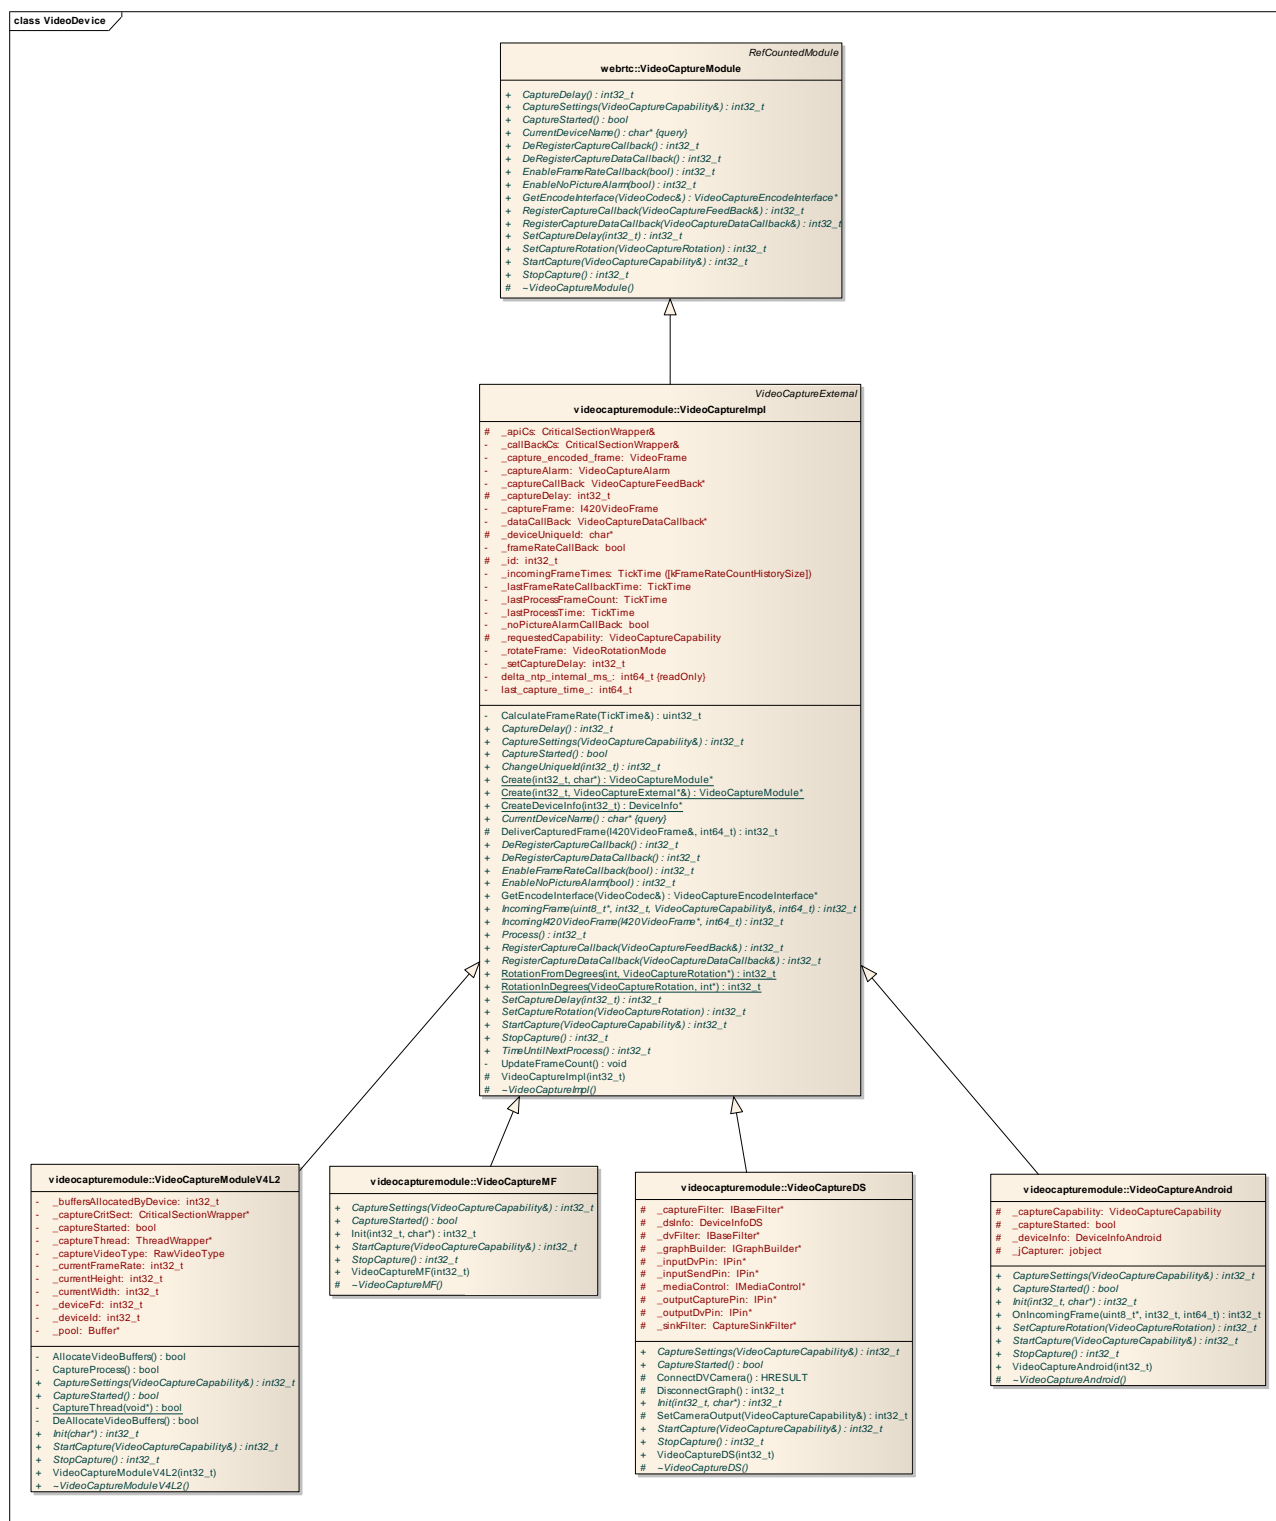 class VideoDevice
RefCountedModule
webrtc::VideoCaptureModule
+ CaptureDelay() : int32_t
+ CaptureSettings(VideoCaptureCapability&) : int32_t
+ CaptureStarted() : bool
+ CurrentDeviceName() : char* {query}
+ DeRegisterCaptureCallback() : int32_t
+ DeRegisterCaptureDataCallback() : int32_t
+ EnableFrameRateCallback(bool) : int32_t
+ EnableNoPictureAlarm(bool) : int32_t
+ GetEncodeInterface(VideoCodec&) : VideoCaptureEncodeInterface*
+ RegisterCaptureCallback(VideoCaptureFeedBack&) : int32_t
+ RegisterCaptureDataCallback(VideoCaptureDataCallback&) : int32_t
+ SetCaptureDelay(int32_t) : int32_t
+ SetCaptureRotation(VideoCaptureRotation) : int32_t
+ StartCapture(VideoCaptureCapability&) : int32_t
+ StopCapture() : int32_t
# ~VideoCaptureModule()
VideoCaptureExternal
videocapturemodule::VideoCaptureImpl
# _apiCs: CriticalSectionWrapper&
- _callBackCs: CriticalSectionWrapper&
- _capture_encoded_frame: VideoFrame
- _captureAlarm: VideoCaptureAlarm
- _captureCallBack: VideoCaptureFeedBack*
# _captureDelay: int32_t
- _captureFrame: I420VideoFrame
- _dataCallBack: VideoCaptureDataCallback*
# _deviceUniqueId: char*
- _frameRateCallBack: bool
# _id: int32_t
- _incomingFrameTimes: TickTime ([kFrameRateCountHistorySize])
- _lastFrameRateCallbackTime: TickTime
- _lastProcessFrameCount: TickTime
- _lastProcessTime: TickTime
- _noPictureAlarmCallBack: bool
# _requestedCapability: VideoCaptureCapability
- _rotateFrame: VideoRotationMode
- _setCaptureDelay: int32_t
- delta_ntp_internal_ms_: int64_t {readOnly}
- last_capture_time_: int64_t
- CalculateFrameRate(TickTime&) : uint32_t
+ CaptureDelay() : int32_t
+ CaptureSettings(VideoCaptureCapability&) : int32_t
+ CaptureStarted() : bool
+ ChangeUniqueId(int32_t) : int32_t
+ Create(int32_t, char*) : VideoCaptureModule*
+ Create(int32_t, VideoCaptureExternal*&) : VideoCaptureModule*
+ CreateDeviceInfo(int32_t) : DeviceInfo*
+ CurrentDeviceName() : char* {query}
# DeliverCapturedFrame(I420VideoFrame&, int64_t) : int32_t
+ DeRegisterCaptureCallback() : int32_t
+ DeRegisterCaptureDataCallback() : int32_t
+ EnableFrameRateCallback(bool) : int32_t
+ EnableNoPictureAlarm(bool) : int32_t
+ GetEncodeInterface(VideoCodec&) : VideoCaptureEncodeInterface*
+ IncomingFrame(uint8_t*, int32_t, VideoCaptureCapability&, int64_t) : int32_t
+ IncomingI420VideoFrame(I420VideoFrame*, int64_t) : int32_t
+ Process() : int32_t
+ RegisterCaptureCallback(VideoCaptureFeedBack&) : int32_t
+ RegisterCaptureDataCallback(VideoCaptureDataCallback&) : int32_t
+ RotationFromDegrees(int, VideoCaptureRotation*) : int32_t
+ RotationInDegrees(VideoCaptureRotation, int*) : int32_t
+ SetCaptureDelay(int32_t) : int32_t
+ SetCaptureRotation(VideoCaptureRotation) : int32_t
+ StartCapture(VideoCaptureCapability&) : int32_t
+ StopCapture() : int32_t
+ TimeUntilNextProcess() : int32_t
- UpdateFrameCount() : void
# VideoCaptureImpl(int32_t)
# ~VideoCaptureImpl()
videocapturemodule::VideoCaptureModuleV4L2
- _buffersAllocatedByDevice: int32_t
- _captureCritSect: CriticalSectionWrapper*
- _captureStarted: bool
- _captureThread: ThreadWrapper*
- _captureVideoType: RawVideoType
- _currentFrameRate: int32_t
- _currentHeight: int32_t
- _currentWidth: int32_t
- _deviceFd: int32_t
- _deviceId: int32_t
- _pool: Buffer*
- AllocateVideoBuffers() : bool
- CaptureProcess() : bool
+ CaptureSettings(VideoCaptureCapability&) : int32_t
+ CaptureStarted() : bool
- CaptureThread(void*) : bool
- DeAllocateVideoBuffers() : bool
+ Init(char*) : int32_t
+ StartCapture(VideoCaptureCapability&) : int32_t
+ StopCapture() : int32_t
+ VideoCaptureModuleV4L2(int32_t)
+ ~VideoCaptureModuleV4L2()
videocapturemodule::VideoCaptureMF
+ CaptureSettings(VideoCaptureCapability&) : int32_t
+ CaptureStarted() : bool
+ Init(int32_t, char*) : int32_t
+ StartCapture(VideoCaptureCapability&) : int32_t
+ StopCapture() : int32_t
+ VideoCaptureMF(int32_t)
# ~VideoCaptureMF()
videocapturemodule::VideoCaptureDS
# _captureFilter: IBaseFilter*
# _dsInfo: DeviceInfoDS
# _dvFilter: IBaseFilter*
# _graphBuilder: IGraphBuilder*
# _inputDvPin: IPin*
# _inputSendPin: IPin*
# _mediaControl: IMediaControl*
# _outputCapturePin: IPin*
# _outputDvPin: IPin*
# _sinkFilter: CaptureSinkFilter*
+ CaptureSettings(VideoCaptureCapability&) : int32_t
+ CaptureStarted() : bool
# ConnectDVCamera() : HRESULT
# DisconnectGraph() : int32_t
+ Init(int32_t, char*) : int32_t
# SetCameraOutput(VideoCaptureCapability&) : int32_t
+ StartCapture(VideoCaptureCapability&) : int32_t
+ StopCapture() : int32_t
+ VideoCaptureDS(int32_t)
# ~VideoCaptureDS()
videocapturemodule::VideoCaptureAndroid
# _captureCapability: VideoCaptureCapability
# _captureStarted: bool
# _deviceInfo: DeviceInfoAndroid
# _jCapturer: jobject
+ CaptureSettings(VideoCaptureCapability&) : int32_t
+ CaptureStarted() : bool
+ Init(int32_t, char*) : int32_t
+ OnIncomingFrame(uint8_t*, int32_t, int64_t) : int32_t
+ SetCaptureRotation(VideoCaptureRotation) : int32_t
+ StartCapture(VideoCaptureCapability&) : int32_t
+ StopCapture() : int32_t
+ VideoCaptureAndroid(int32_t)
# ~VideoCaptureAndroid()